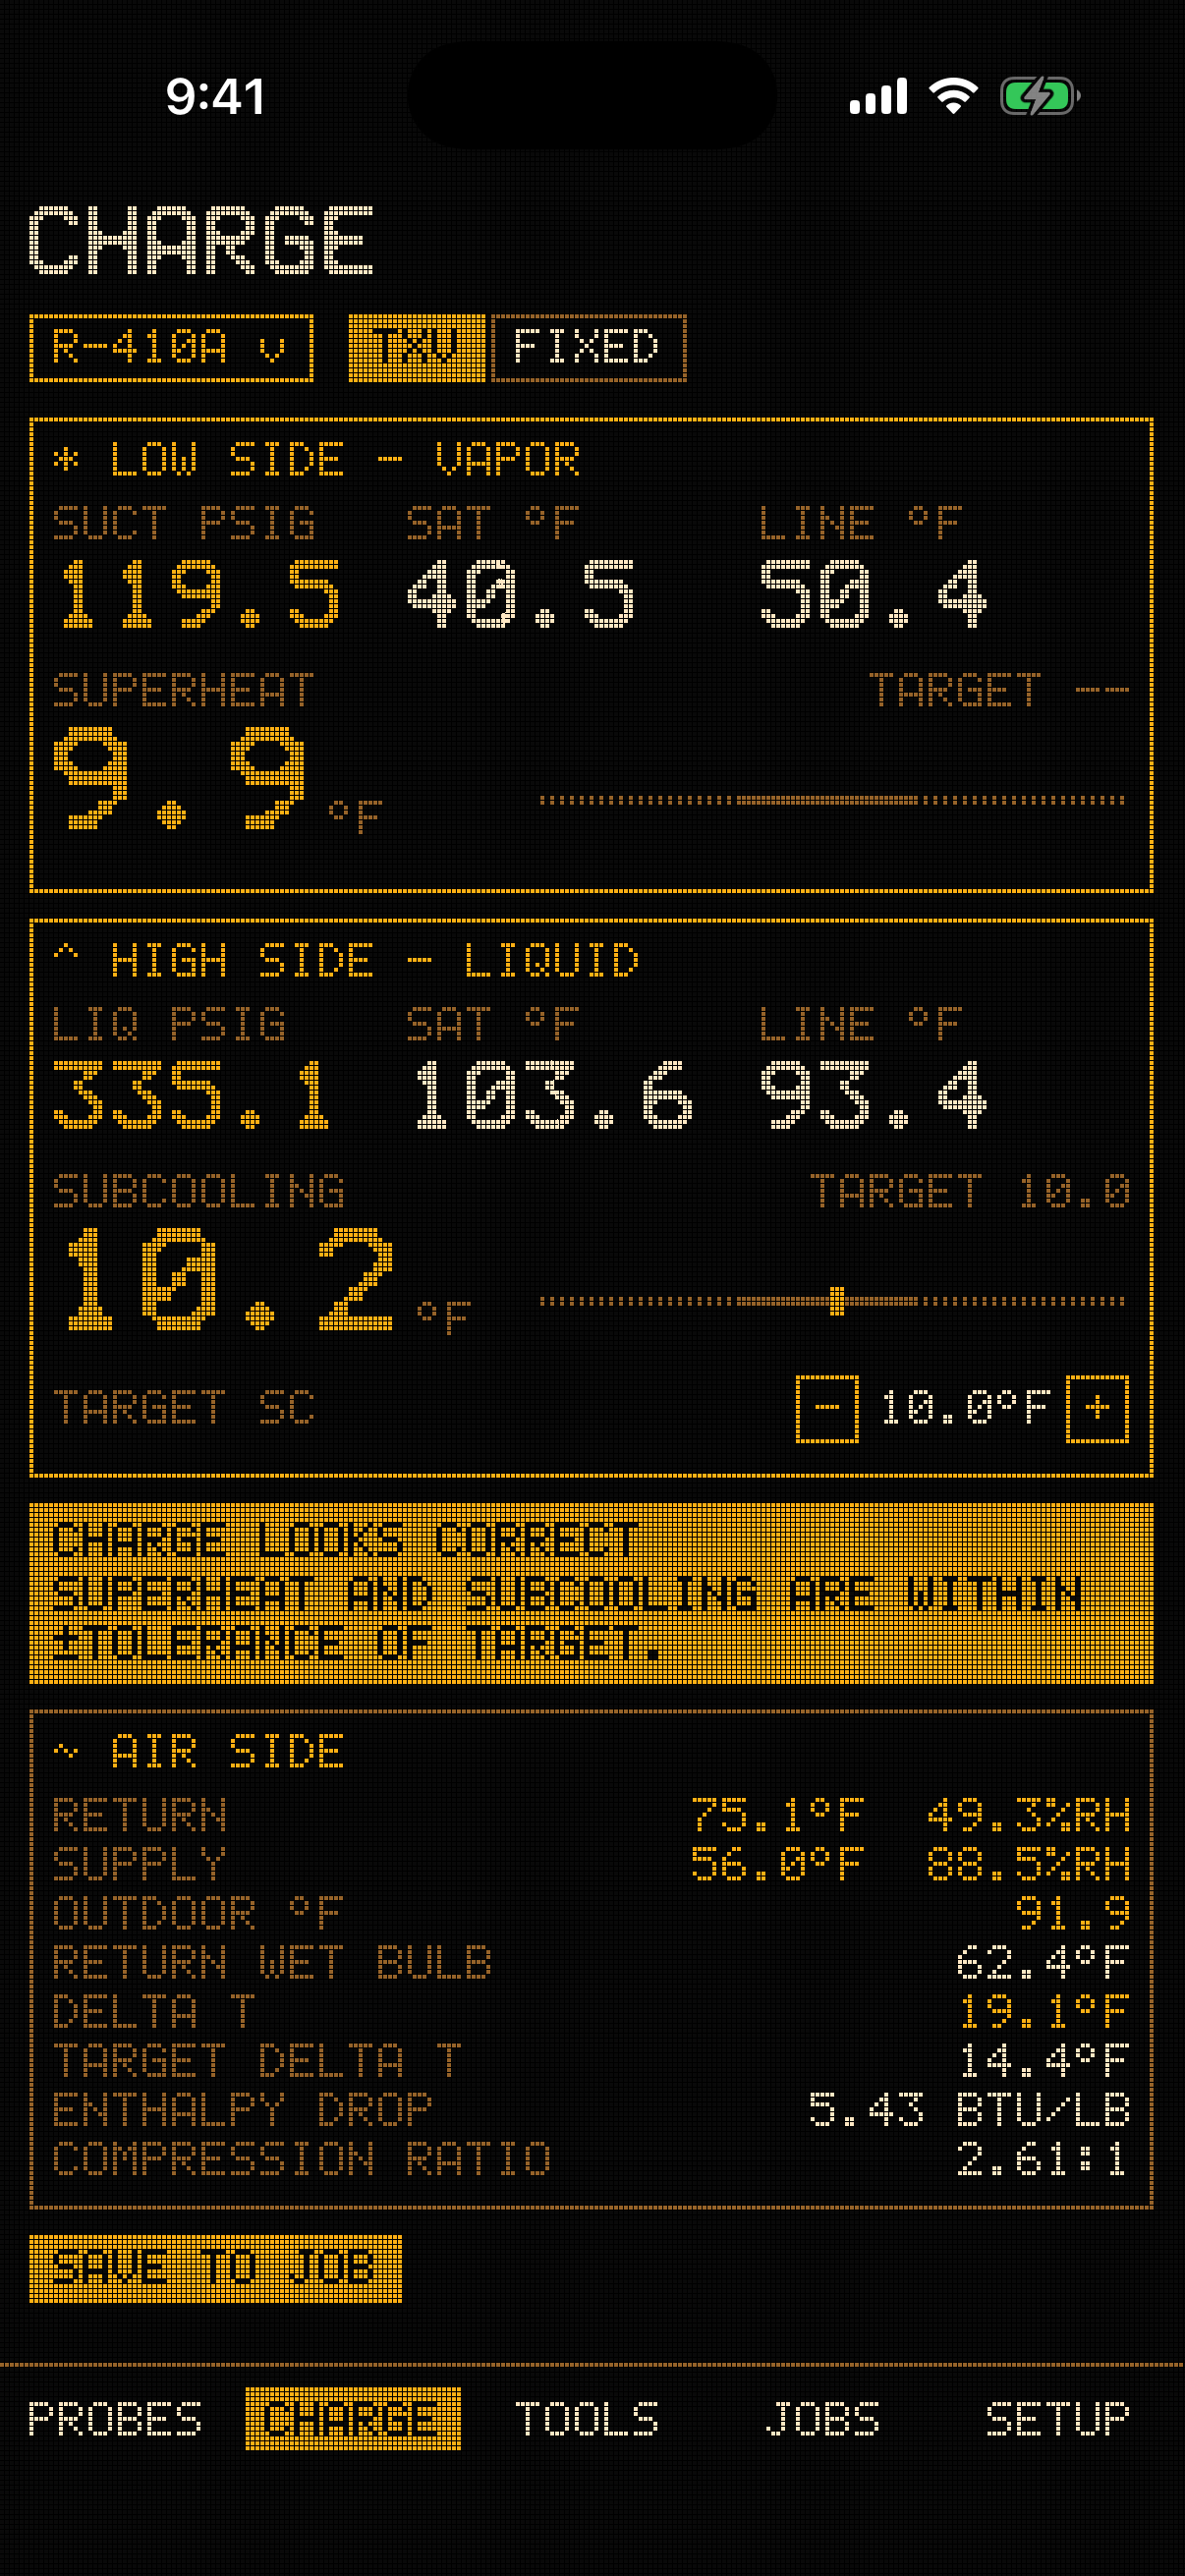 9:41
CHARGE
R-410A v TXV FIXED
* LOW SIDE - VAPOR
SUCT PSIG SAT °F LINE °F
119.5 40.5 50.4
SUPERHEAT TARGET --
9.9 °F
^ HIGH SIDE - LIQUID
LIQ PSIG SAT °F LINE °F
335.1 103.6 93.4
SUBCOOLING TARGET 10.0
10.2 °F
TARGET SC - 10.0°F +
CHARGE LOOKS CORRECT
SUPERHEAT AND SUBCOOLING ARE WITHIN
±TOLERANCE OF TARGET.
~ AIR SIDE
RETURN 75.1°F 49.3%RH
SUPPLY 56.0°F 88.5%RH
OUTDOOR °F 91.9
RETURN WET BULB 62.4°F
DELTA T 19.1°F
TARGET DELTA T 14.4°F
ENTHALPY DROP 5.43 BTU/LB
COMPRESSION RATIO 2.61:1
SAVE TO JOB
PROBES CHARGE TOOLS JOBS SETUP